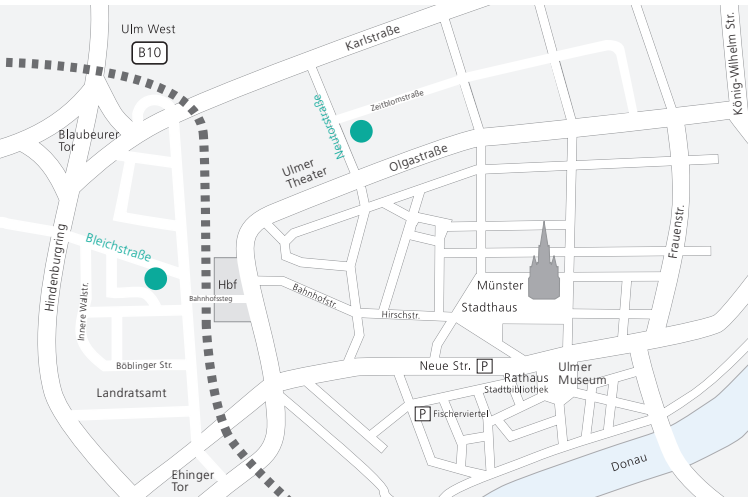 Ulm West
B10
Karlstraße
König-Wilhelm Str.
Zeitblomstraße
Neutorstraße
Blaubeurer
Tor
Ulmer
Theater
Olgastraße
Frauenstr.
Bleichstraße
Hindenburgring
Innere Wallstr.
Hbf
Bahnhofssteg
Bahnhofstr.
Hirschstr.
Münster
Stadthaus
Böblinger Str.
Neue Str. P
Rathaus
Stadtbibliothek
Ulmer
Museum
Landratsamt
P Fischerviertel
Donau
Ehinger
Tor